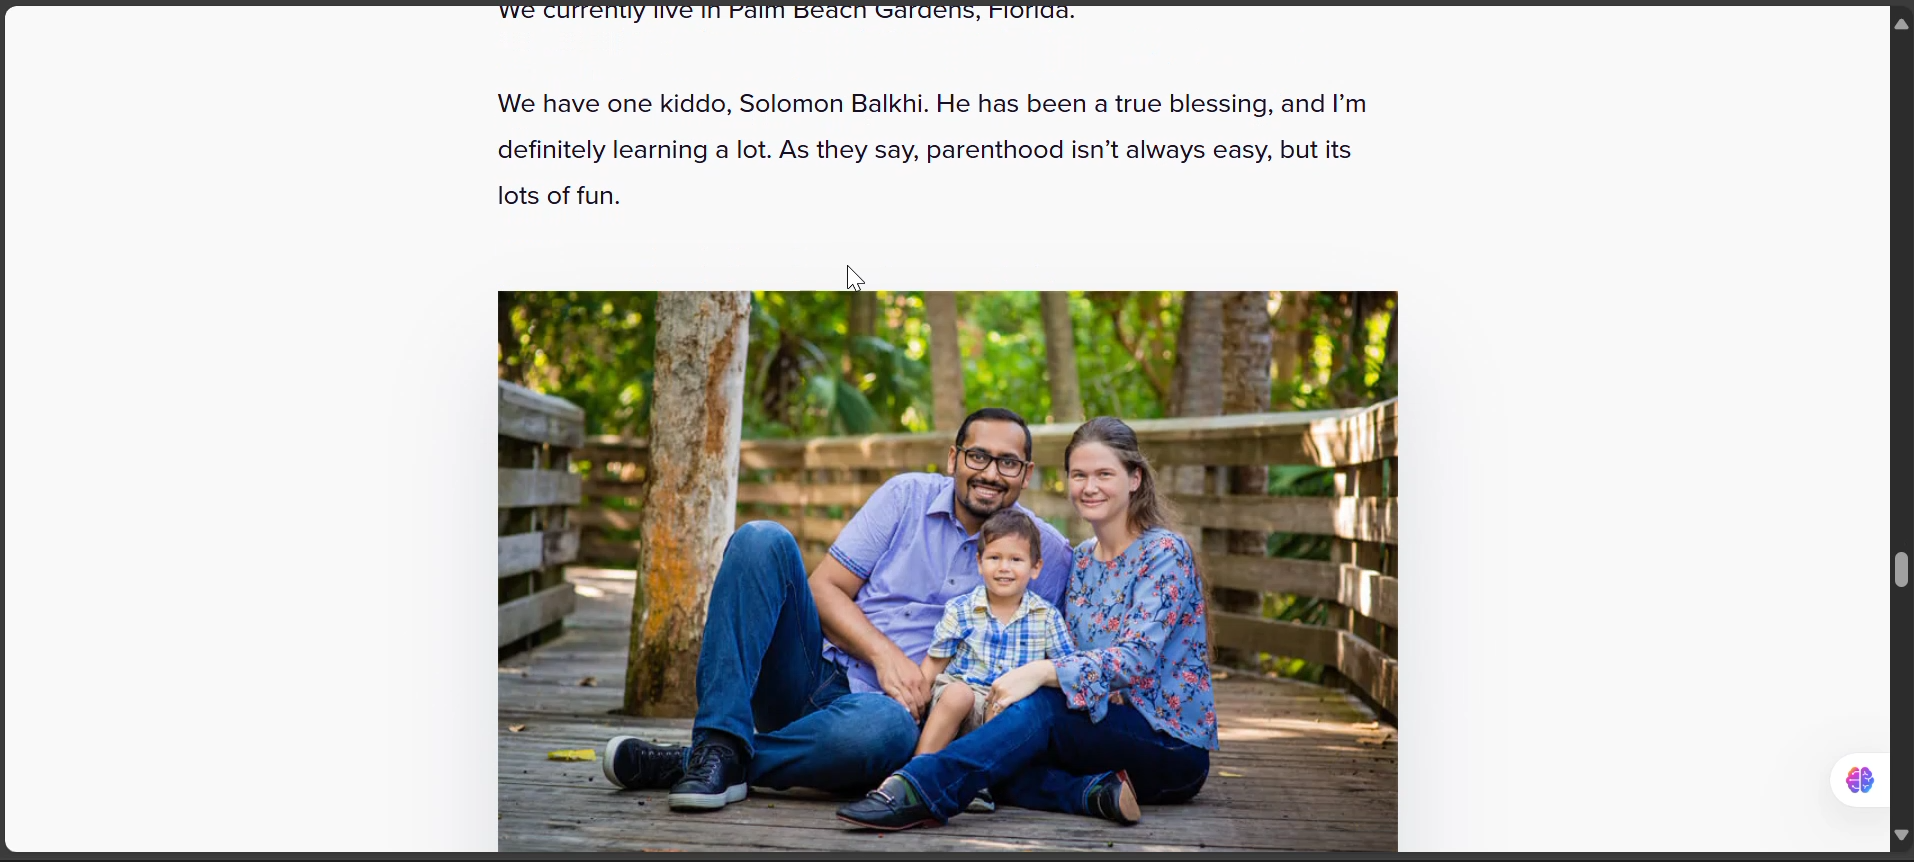 We currently live in Palm Beach Gardens, Florida.
We have one kiddo, Solomon Balkhi. He has been a true blessing, and I’m
definitely learning a lot. As they say, parenthood isn’t always easy, but its
lots of fun.